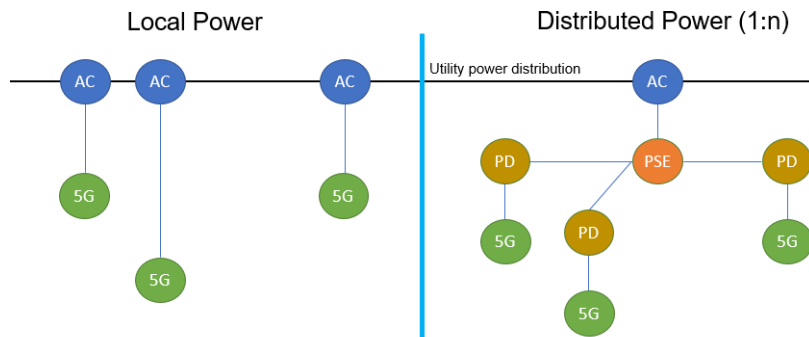 Local Power
Distributed Power (1:n)
Utility power distribution
AC
AC
AC
AC
PD
PSE
PD
5G
5G
PD
5G
5G
5G
5G